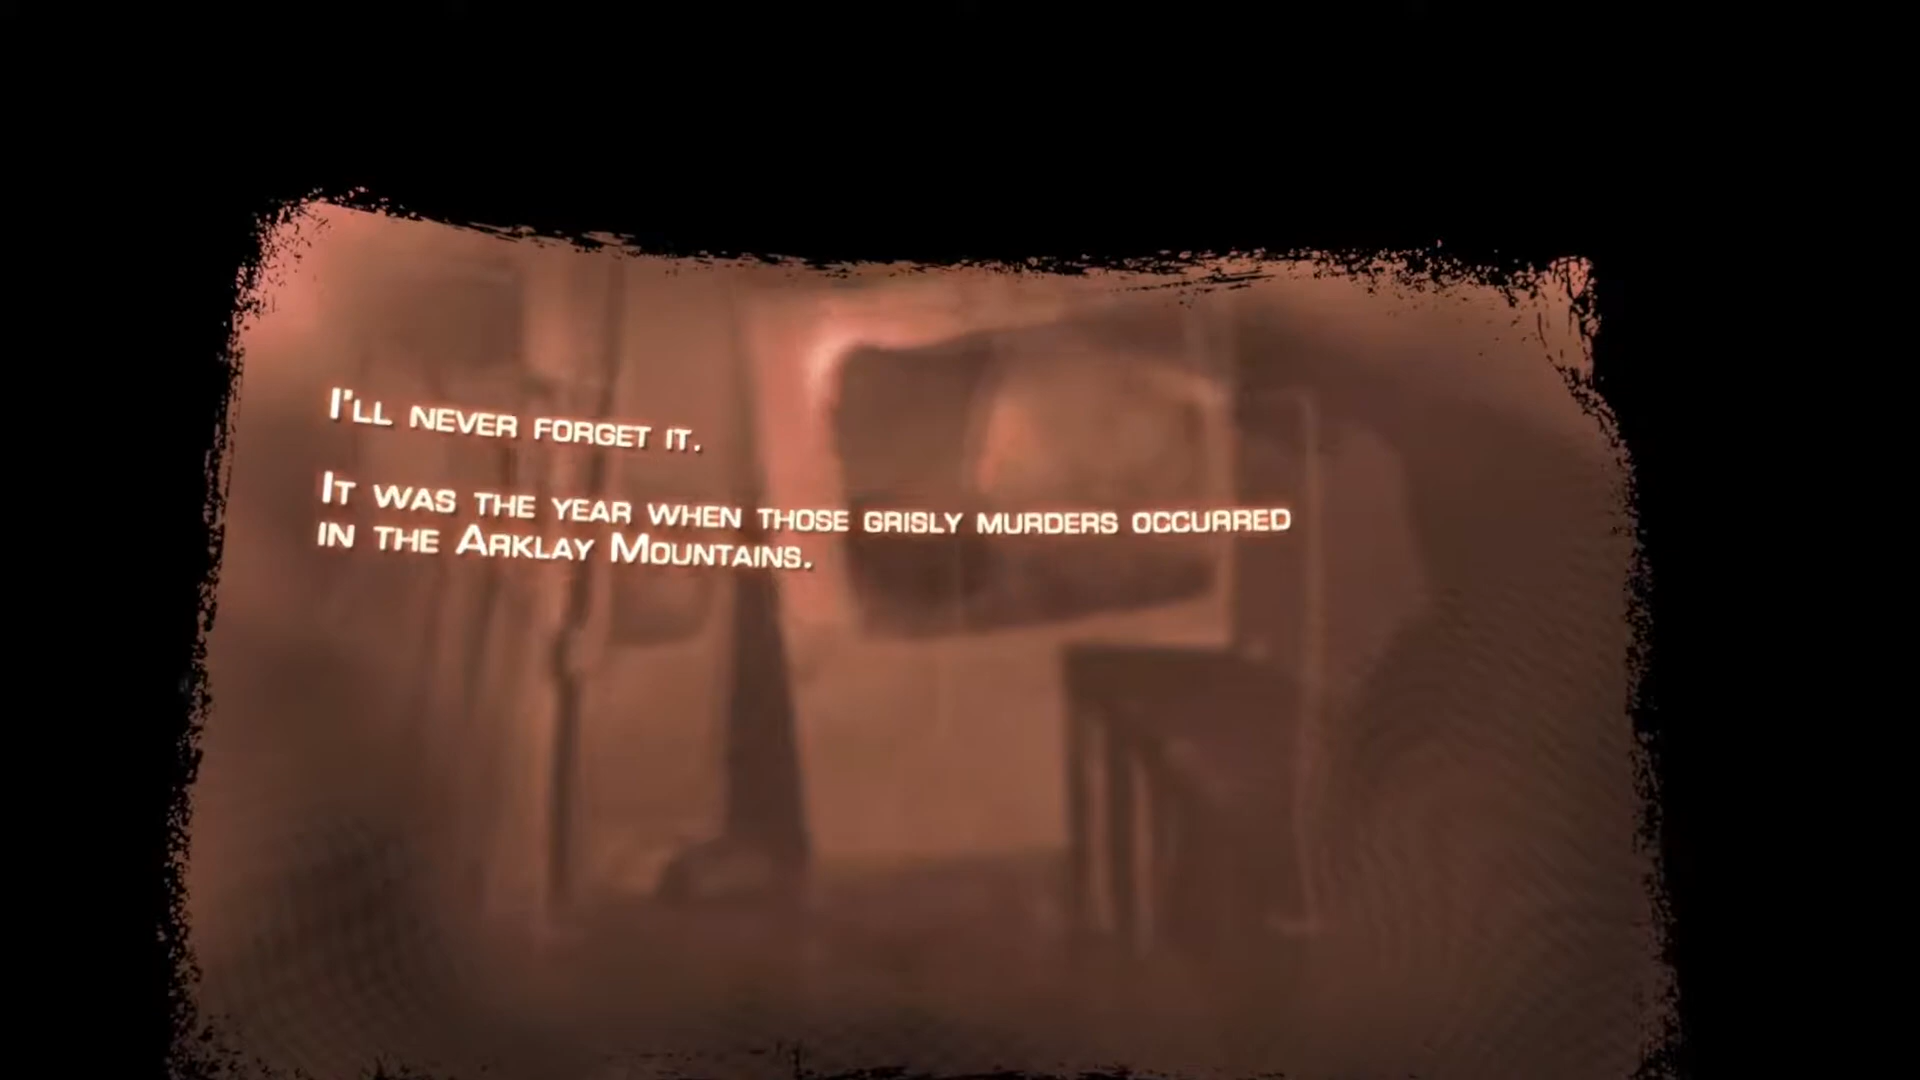 I'LL NEVER FORGET IT.
IT WAS THE YEAR WHEN THOSE GRISLY MURDERS OCCURRED
IN THE ARKLAY MOUNTAINS.